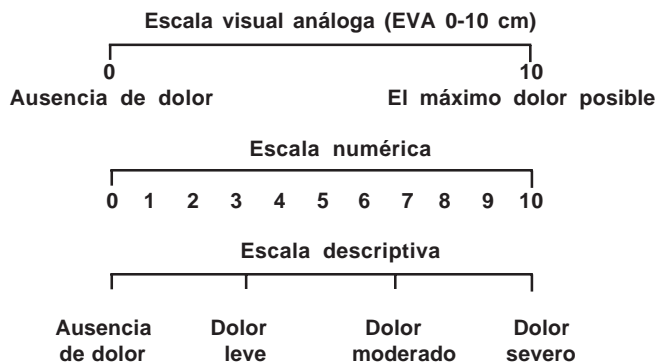 Escala visual análoga (EVA 0-10 cm)
0 10
Ausencia de dolor El máximo dolor posible
Escala numérica
0 1 2 3 4 5 6 7 8 9 10
Escala descriptiva
Ausencia Dolor Dolor Dolor
de dolor leve moderado severo